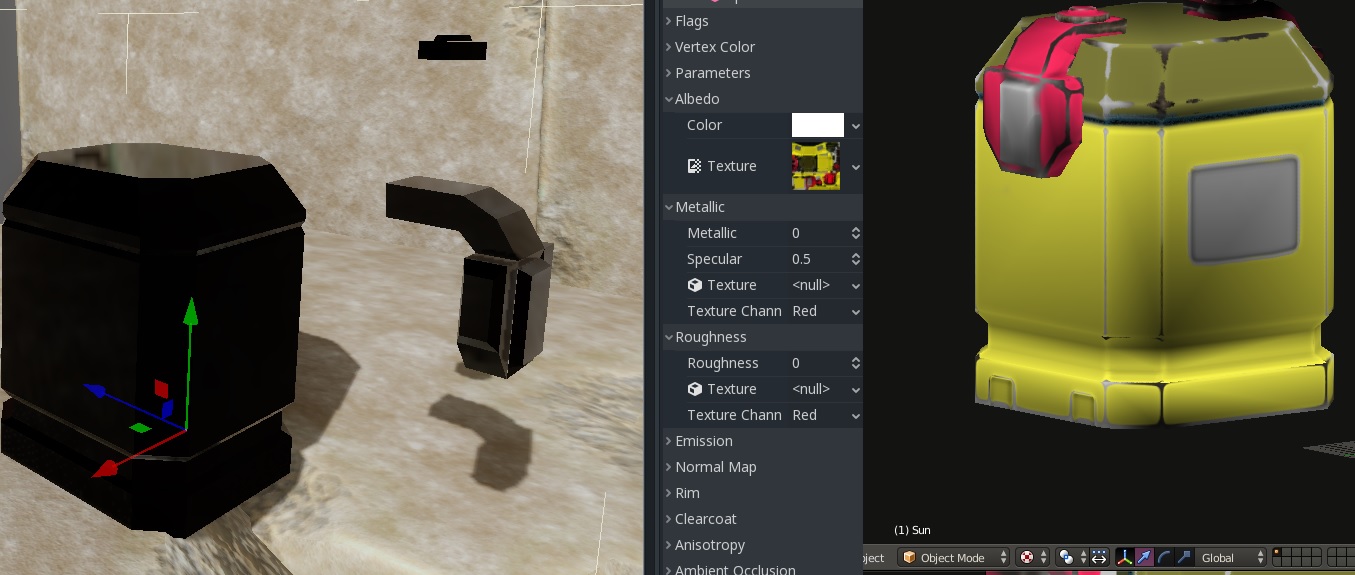 Flags
Vertex Color
Parameters
Albedo
Color
Texture
Metallic
Metallic 0
Specular 0.5
Texture <null>
Texture Chann Red
Roughness
Roughness 0
Texture <null>
Texture Chann Red
Emission
Normal Map
Rim
Clearcoat
Anisotropy
Ambient Occlusion
(1) Sun
ject Object Mode Global